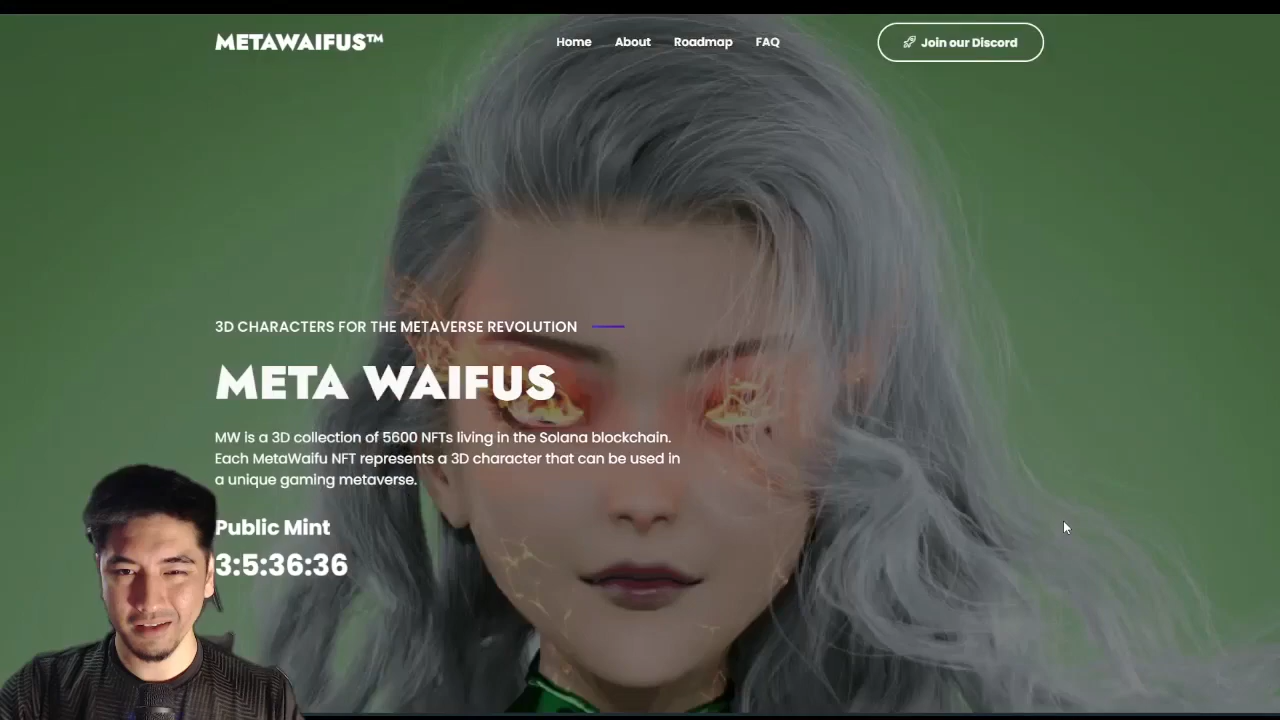 METAWAIFUS™
Home About Roadmap FAQ
Join our Discord
3D CHARACTERS FOR THE METAVERSE REVOLUTION
META WAIFUS
MW is a 3D collection of 5600 NFTs living in the Solana blockchain.
Each MetaWaifu NFT represents a 3D character that can be used in
a unique gaming metaverse.
Public Mint
3:5:36:36